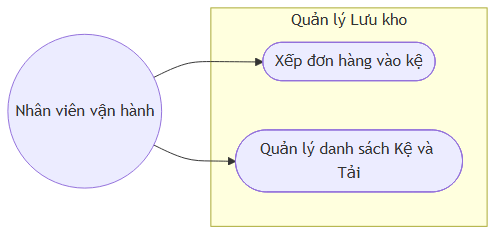 Quản lý Lưu kho
Xếp đơn hàng vào kệ
Nhân viên vận hành
Quản lý danh sách Kệ và
Tải